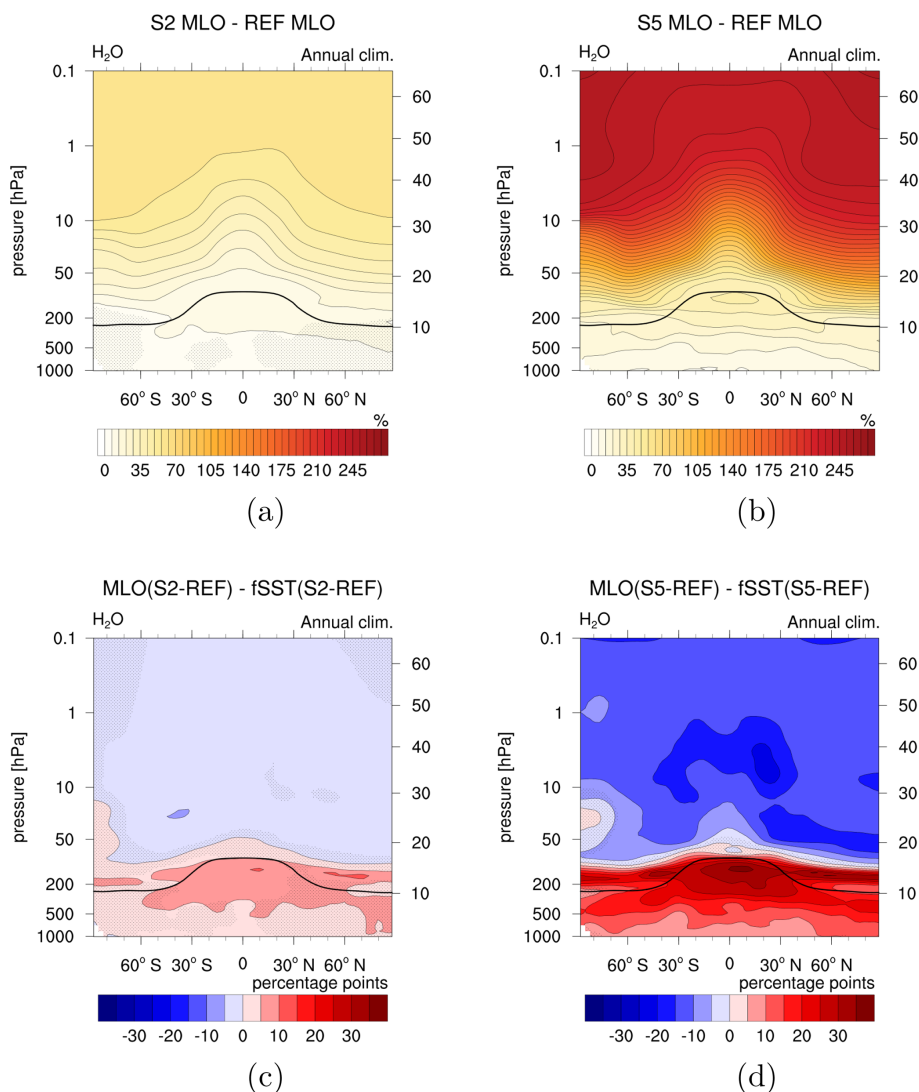 S2 MLO - REF MLO
H₂O Annual clim.
0.1
1
10
50
200
500
1000
pressure [hPa]
60
50
40
30
20
10
60° S 30° S 0 30° N 60° N
%
0 35 70 105 140 175 210 245
(a)
S5 MLO - REF MLO
H₂O Annual clim.
0.1
1
10
50
200
500
1000
pressure [hPa]
60
50
40
30
20
10
60° S 30° S 0 30° N 60° N
%
0 35 70 105 140 175 210 245
(b)
MLO(S2-REF) - fSST(S2-REF)
H₂O Annual clim.
0.1
1
10
50
200
500
1000
pressure [hPa]
60
50
40
30
20
10
60° S 30° S 0 30° N 60° N
percentage points
-30 -20 -10 0 10 20 30
(c)
MLO(S5-REF) - fSST(S5-REF)
H₂O Annual clim.
0.1
1
10
50
200
500
1000
pressure [hPa]
60
50
40
30
20
10
60° S 30° S 0 30° N 60° N
percentage points
-30 -20 -10 0 10 20 30
(d)